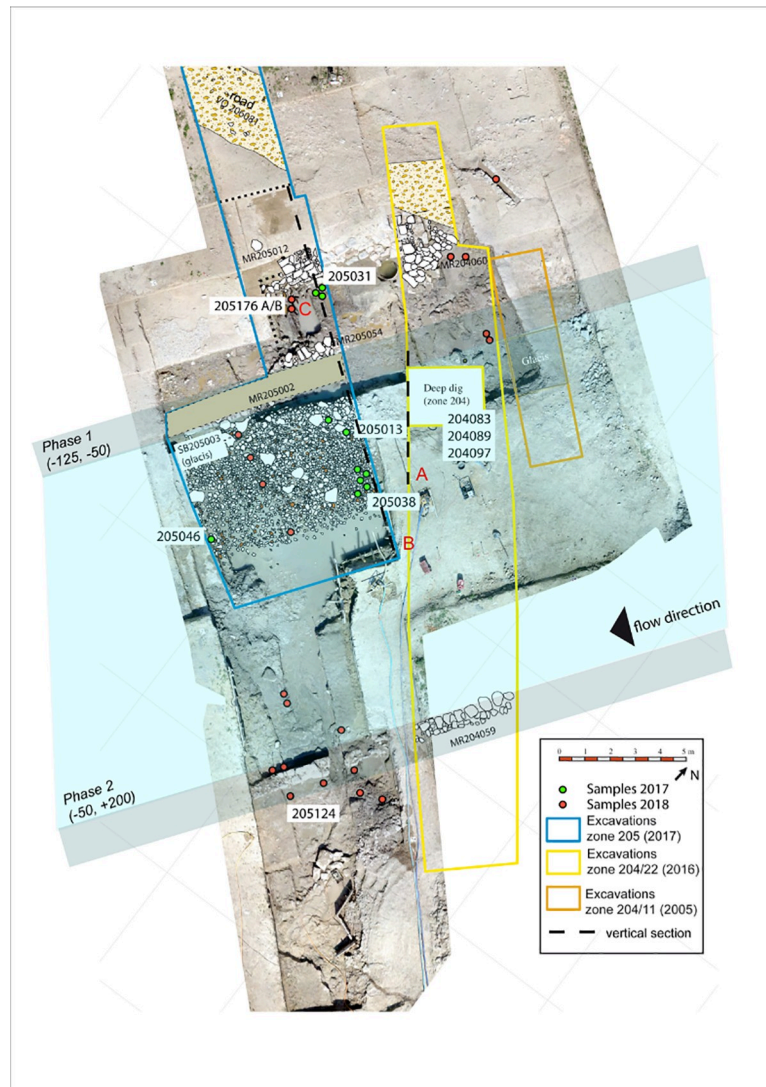 road
VO 206081
MR205012
205031
MR204060
205176 A/B
C
MR205054
Glacis
MR205002
Deep dig
(zone 204)
204083
204089
204097
Phase 1
(-125, -50)
SB205003
(glacis)
205013
A
205038
205046
B
flow direction
MR204059
Phase 2
(-50, +200)
205124
0 1 2 3 4 5 m
N
Samples 2017
Samples 2018
Excavations
zone 205 (2017)
Excavations
zone 204/22 (2016)
Excavations
zone 204/11 (2005)
vertical section